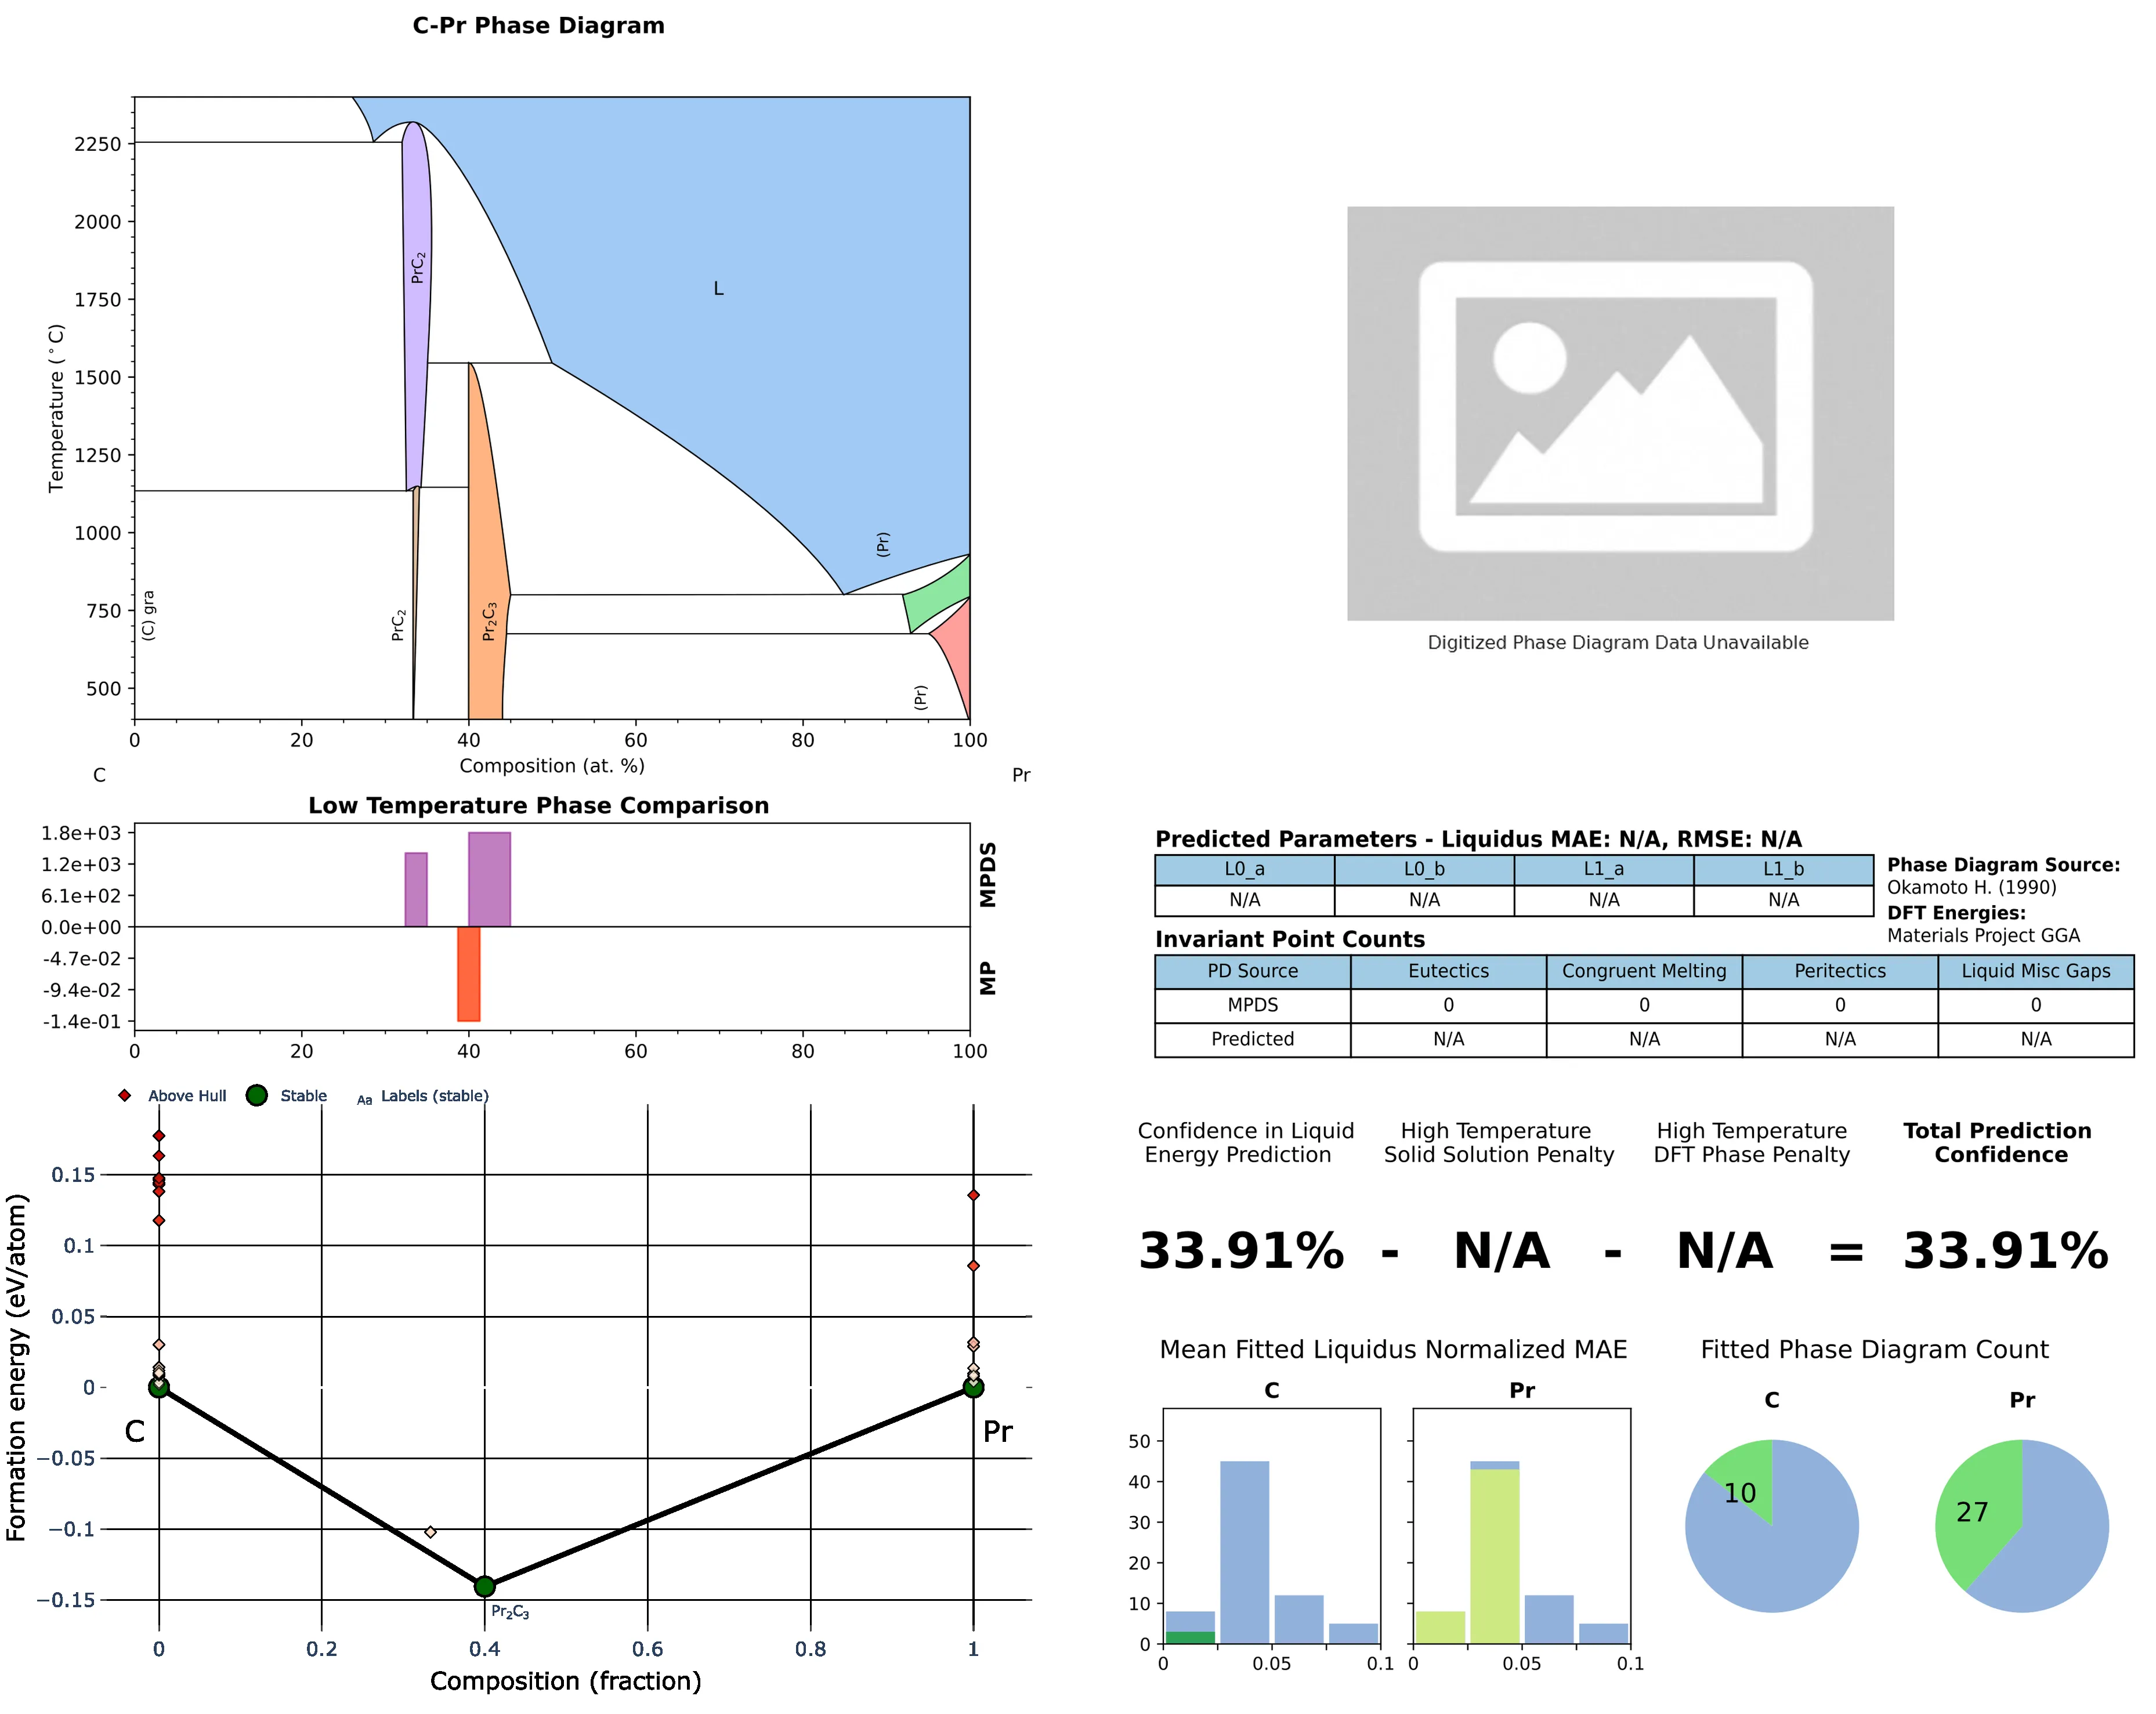 C-Pr Phase Diagram
Temperature (°C)
2250
2000
1750
1500
1250
1000
750
500
PrC₂
L
(Pr)
(C) gra
PrC₂
Pr₂C₃
(Pr)
0 20 40 60 80 100
Composition (at. %)
C Pr
Digitized Phase Diagram Data Unavailable
Low Temperature Phase Comparison
1.8e+03
1.2e+03
6.1e+02
0.0e+00
-4.7e-02
-9.4e-02
-1.4e-01
MPDS
MP
0 20 40 60 80 100
Predicted Parameters - Liquidus MAE: N/A, RMSE: N/A
L0_a L0_b L1_a L1_b
N/A N/A N/A N/A
Phase Diagram Source:
Okamoto H. (1990)
DFT Energies:
Materials Project GGA
Invariant Point Counts
PD Source Eutectics Congruent Melting Peritectics Liquid Misc Gaps
MPDS 0 0 0 0
Predicted N/A N/A N/A N/A
Above Hull Stable Aa Labels (stable)
Formation energy (eV/atom)
0.15
0.1
0.05
0
−0.05
−0.1
−0.15
C Pr
Pr₂C₃
0 0.2 0.4 0.6 0.8 1
Composition (fraction)
Confidence in Liquid
Energy Prediction
High Temperature
Solid Solution Penalty
High Temperature
DFT Phase Penalty
Total Prediction
Confidence
33.91% - N/A - N/A = 33.91%
Mean Fitted Liquidus Normalized MAE
C Pr
50
40
30
20
10
0
0 0.05 0.1 0 0.05 0.1
Fitted Phase Diagram Count
C Pr
10 27